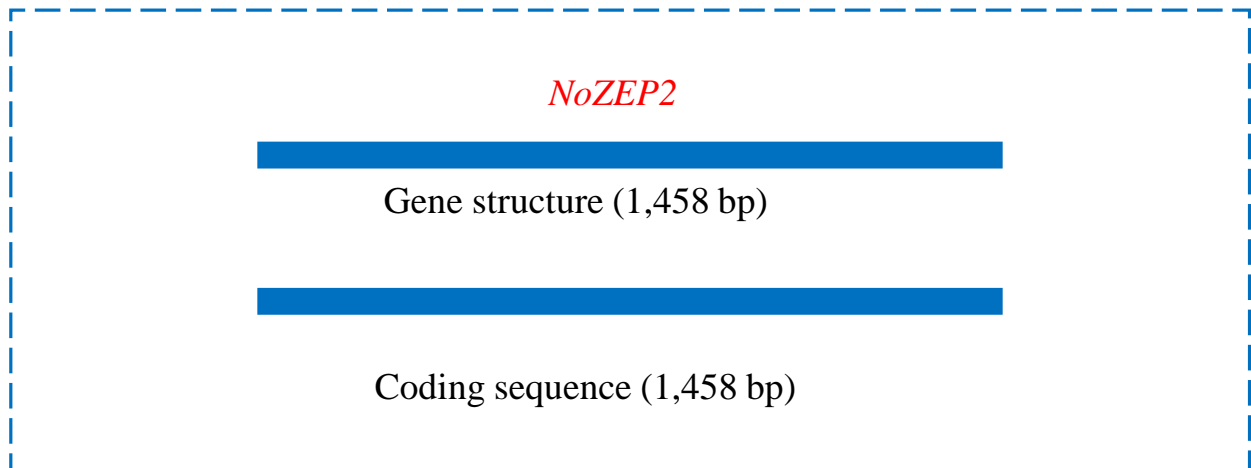 NoZEP2
Gene structure (1,458 bp)
Coding sequence (1,458 bp)